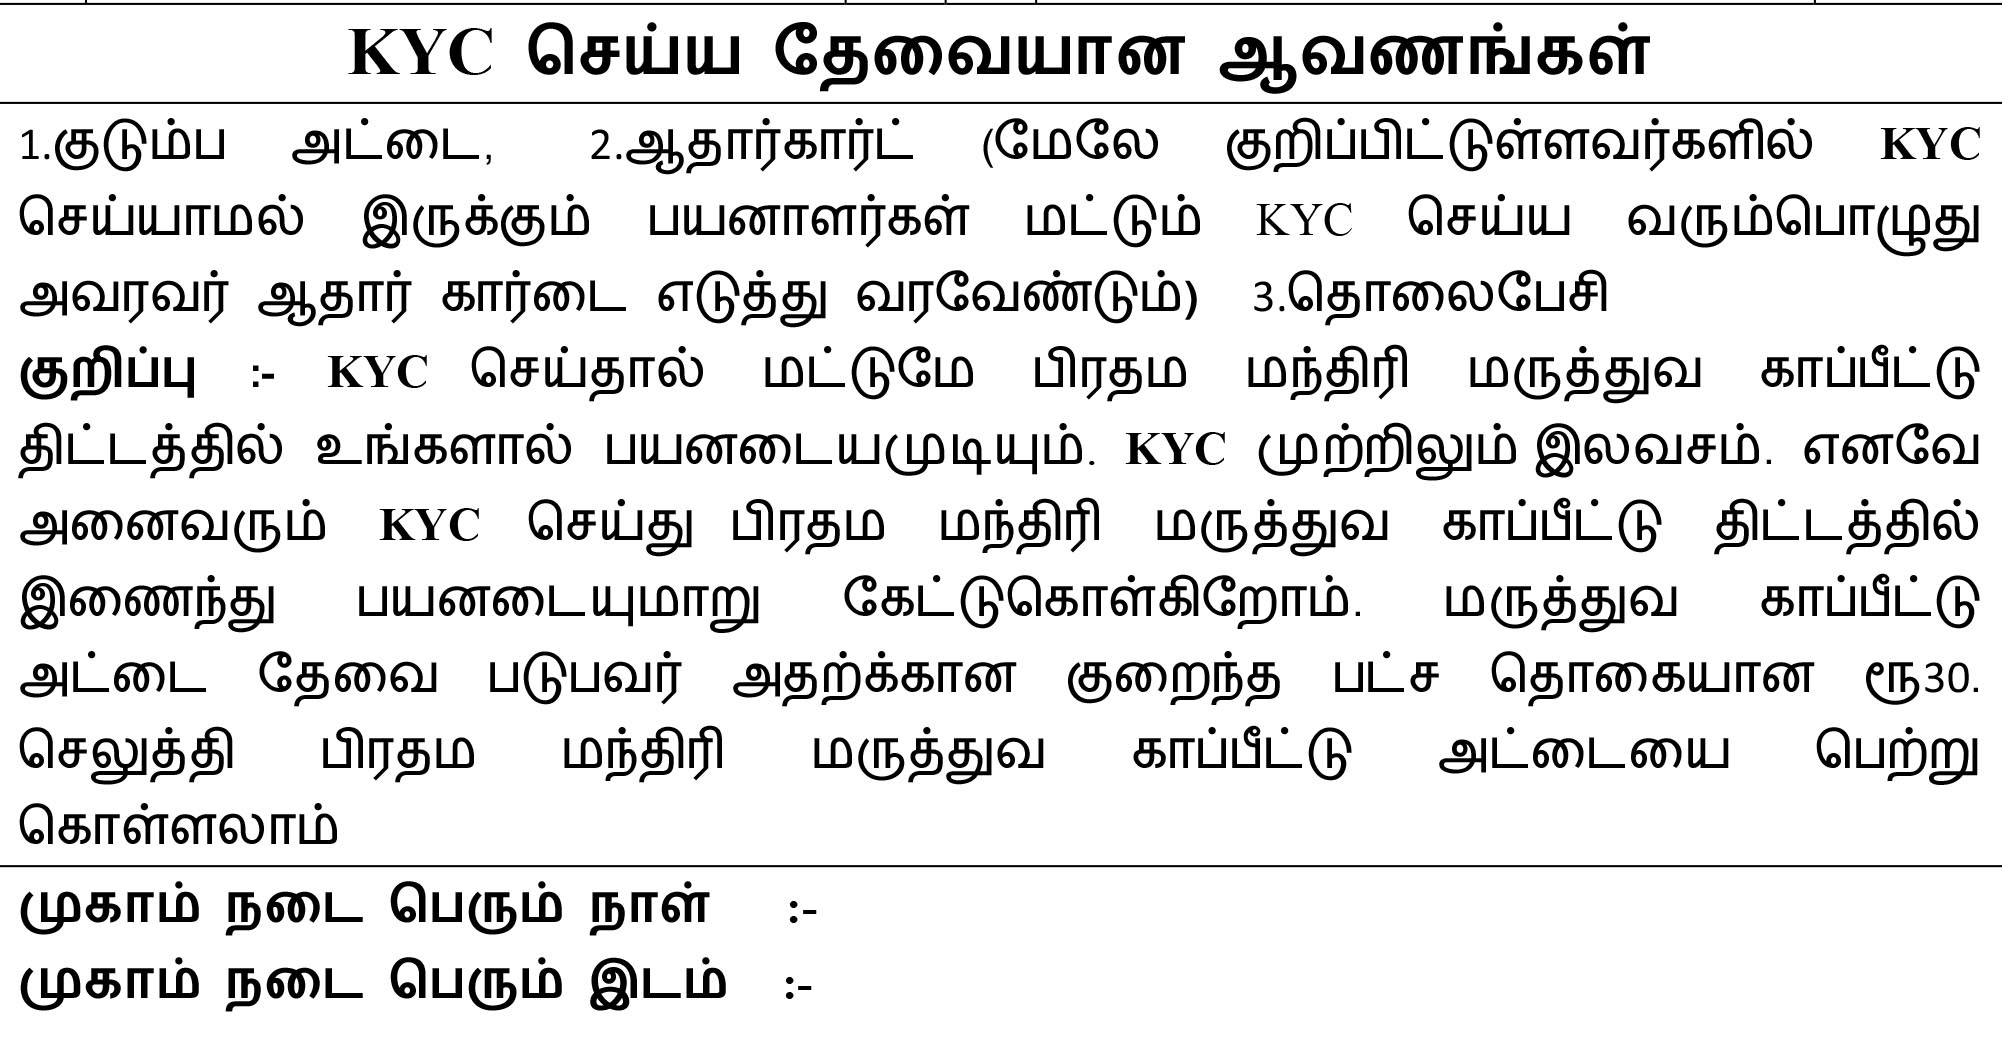 KYC செய்ய தேவையான ஆவணங்கள்
1.குடும்ப அட்டை, 2.ஆதார்கார்ட் (மேலே குறிப்பிட்டுள்ளவர்களில் KYC
செய்யாமல் இருக்கும் பயனாளர்கள் மட்டும் KYC செய்ய வரும்பொழுது
அவரவர் ஆதார் கார்டை எடுத்து வரவேண்டும்) 3.தொலைபேசி
குறிப்பு :- KYC செய்தால் மட்டுமே பிரதம மந்திரி மருத்துவ காப்பீட்டு
திட்டத்தில் உங்களால் பயனடையமுடியும். KYC முற்றிலும் இலவசம். எனவே
அனைவரும் KYC செய்து பிரதம மந்திரி மருத்துவ காப்பீட்டு திட்டத்தில்
இணைந்து பயனடையுமாறு கேட்டுகொள்கிறோம். மருத்துவ காப்பீட்டு
அட்டை தேவை படுபவர் அதற்க்கான குறைந்த பட்ச தொகையான ரூ30.
செலுத்தி பிரதம மந்திரி மருத்துவ காப்பீட்டு அட்டையை பெற்று
கொள்ளலாம்
முகாம் நடை பெரும் நாள் :-
முகாம் நடை பெரும் இடம் :-